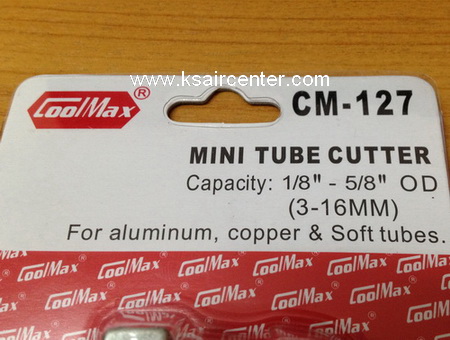 www.ksaircenter.com
CoolMax®
CM-127
MINI TUBE CUTTER
Capacity: 1/8" - 5/8" OD
(3-16MM)
For aluminum, copper & Soft tubes.
CoolMax CoolMax CoolMax CoolMax
CoolMax CoolMax CoolMax
CoolMax CoolMax CoolMax